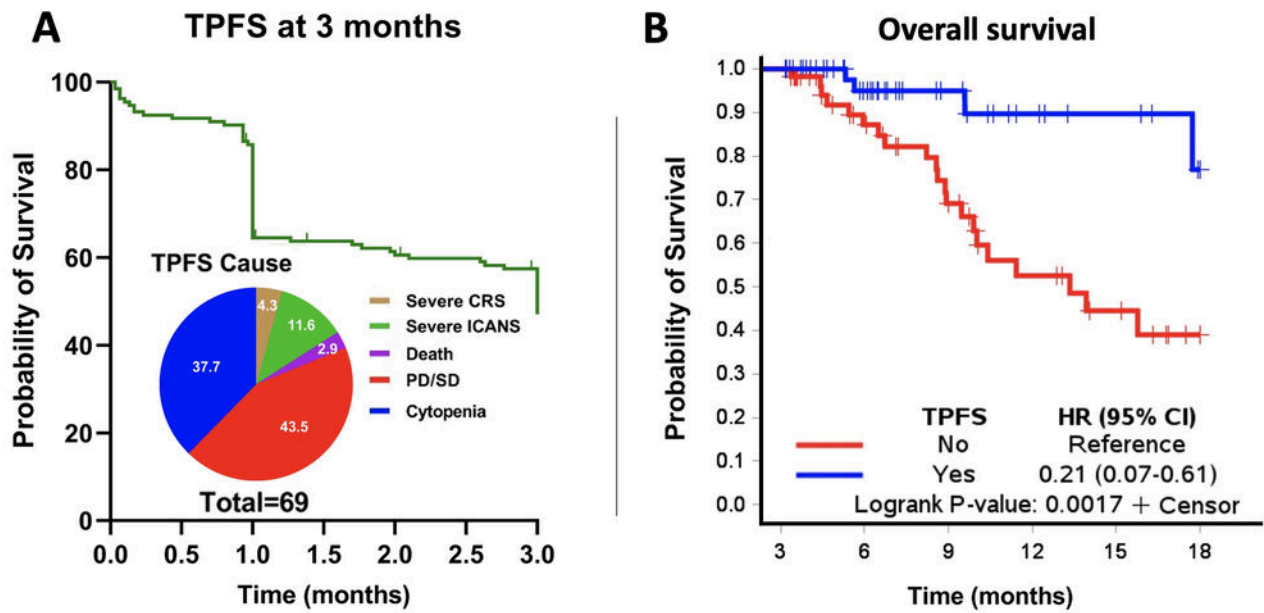 A
TPFS at 3 months
Probability of Survival
100
80
60
40
20
0
TPFS Cause
4.3
11.6
2.9
43.5
37.7
Severe CRS
Severe ICANS
Death
PD/SD
Cytopenia
Total=69
0.0 0.5 1.0 1.5 2.0 2.5 3.0
Time (months)
B
Overall survival
Probability of Survival
1.0
0.9
0.8
0.7
0.6
0.5
0.4
0.3
0.2
0.1
0.0
TPFS HR (95% CI)
No Reference
Yes 0.21 (0.07-0.61)
Logrank P-value: 0.0017 + Censor
3 6 9 12 15 18
Time (months)